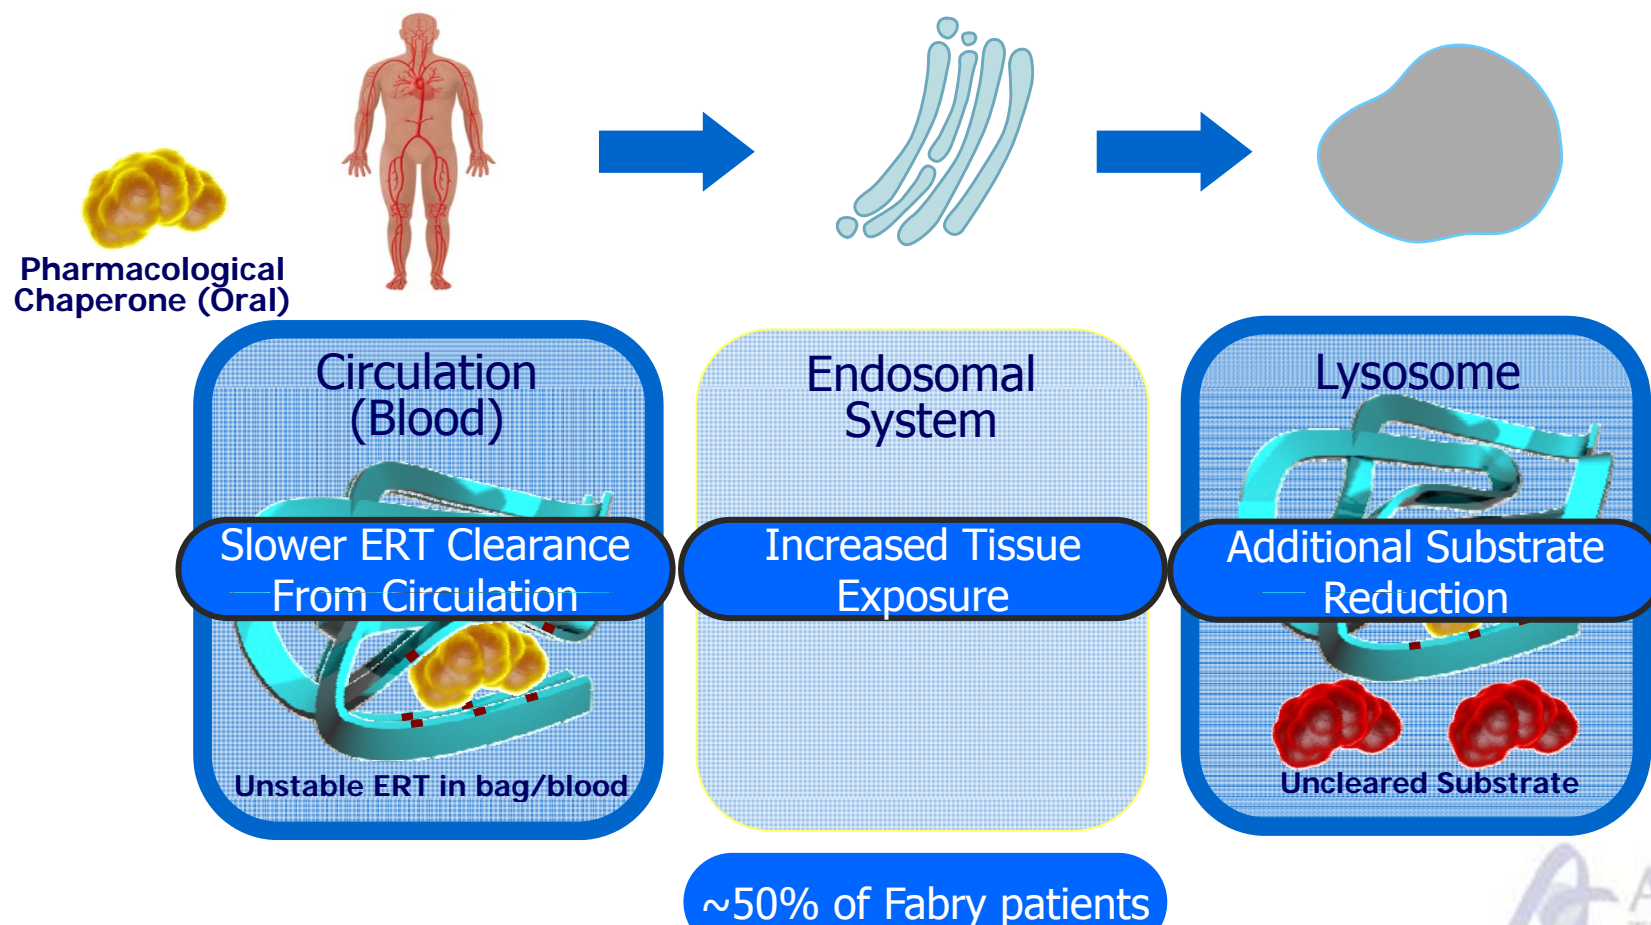 Pharmacological
Chaperone (Oral)
Circulation
(Blood)
Slower ERT Clearance
From Circulation
Unstable ERT in bag/blood
Endosomal
System
Increased Tissue
Exposure
Lysosome
Additional Substrate
Reduction
Uncleared Substrate
~50% of Fabry patients